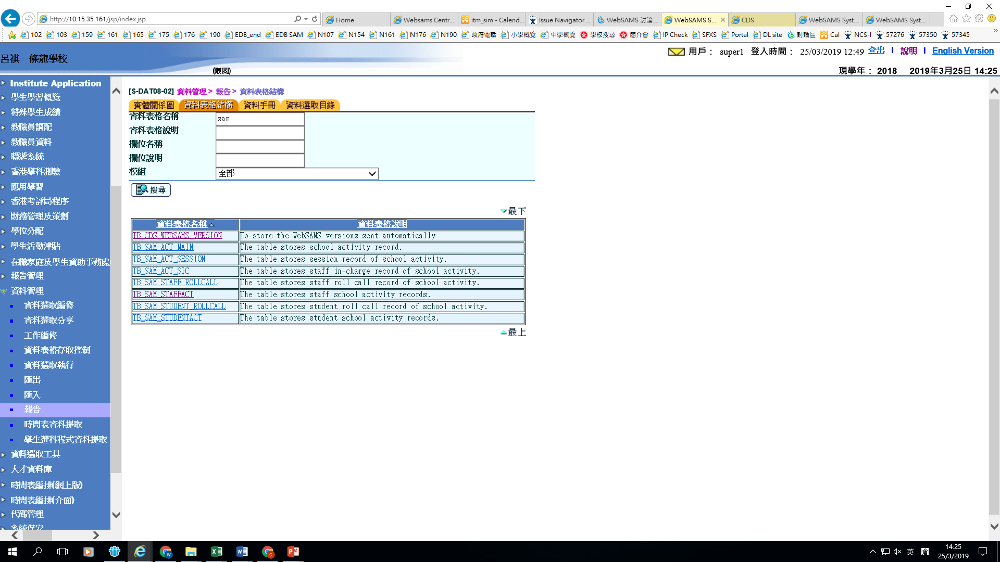 http://10.15.35.161/jsp/index.jsp
Home
Websams Centr...
itm_sim - Calend...
Issue Navigator ...
WebSAMS 討論...
WebSAMS S...
CDS
WebSAMS Syst...
WebSAMS Syst...
102 103 159 161 165 175 176 190 EDB_end EDB SAM N107 N154 N161 N176 N190 政府電話 小學概覽 中學概覽 學校搜尋 簡介會 IP Check SFXS Portal DL site 討論區 Cal NCS-I 57276 57350 57345
呂祺一條龍學校
(限閱)
用戶： super1 登入時間： 25/03/2019 12:49 登出 | 說明 | English Version
現學年： 2018 2019年3月25日 14:25
Institute Application
學生學習概覽
特殊學生成績
教職員調配
教職員資料
聯遞系統
香港學科測驗
應用學習
香港考評局程序
財務管理及策劃
學位分配
學生活動津貼
在職家庭及學生資助事務處
報告管理
資料管理
資料選取編修
資料選取分享
工作編修
資料表格存取控制
資料選取執行
匯出
匯入
報告
時間表資料提取
學生選科程式資料提取
資料選取工具
人才資料庫
時間表編排(網上版)
時間表編排(介面)
代碼管理
系統保安
[S-DAT08-02] 資料管理 > 報告 > 資料表格結構
實體關係圖 資料表格結構 資料手冊 資料選取目錄
資料表格名稱 sam
資料表格說明
欄位名稱
欄位說明
模組 全部
搜尋
最下
資料表格名稱 資料表格說明
TB_CDS_WEBSAMS_VERSION To store the WebSAMS versions sent automatically
TB_SAM_ACT_MAIN The table stores school activity record.
TB_SAM_ACT_SESSION The table stores session record of school activity.
TB_SAM_ACT_SIC The table stores staff in-charge record of school activity.
TB_SAM_STAFF_ROLLCALL The table stores staff roll call record of school activity.
TB_SAM_STAFFACT The table stores staff school activity records.
TB_SAM_STUDENT_ROLLCALL The table stores student roll call record of school activity.
TB_SAM_STUDENTACT The table stores student school activity records.
最上
英
倉
14:25
25/3/2019